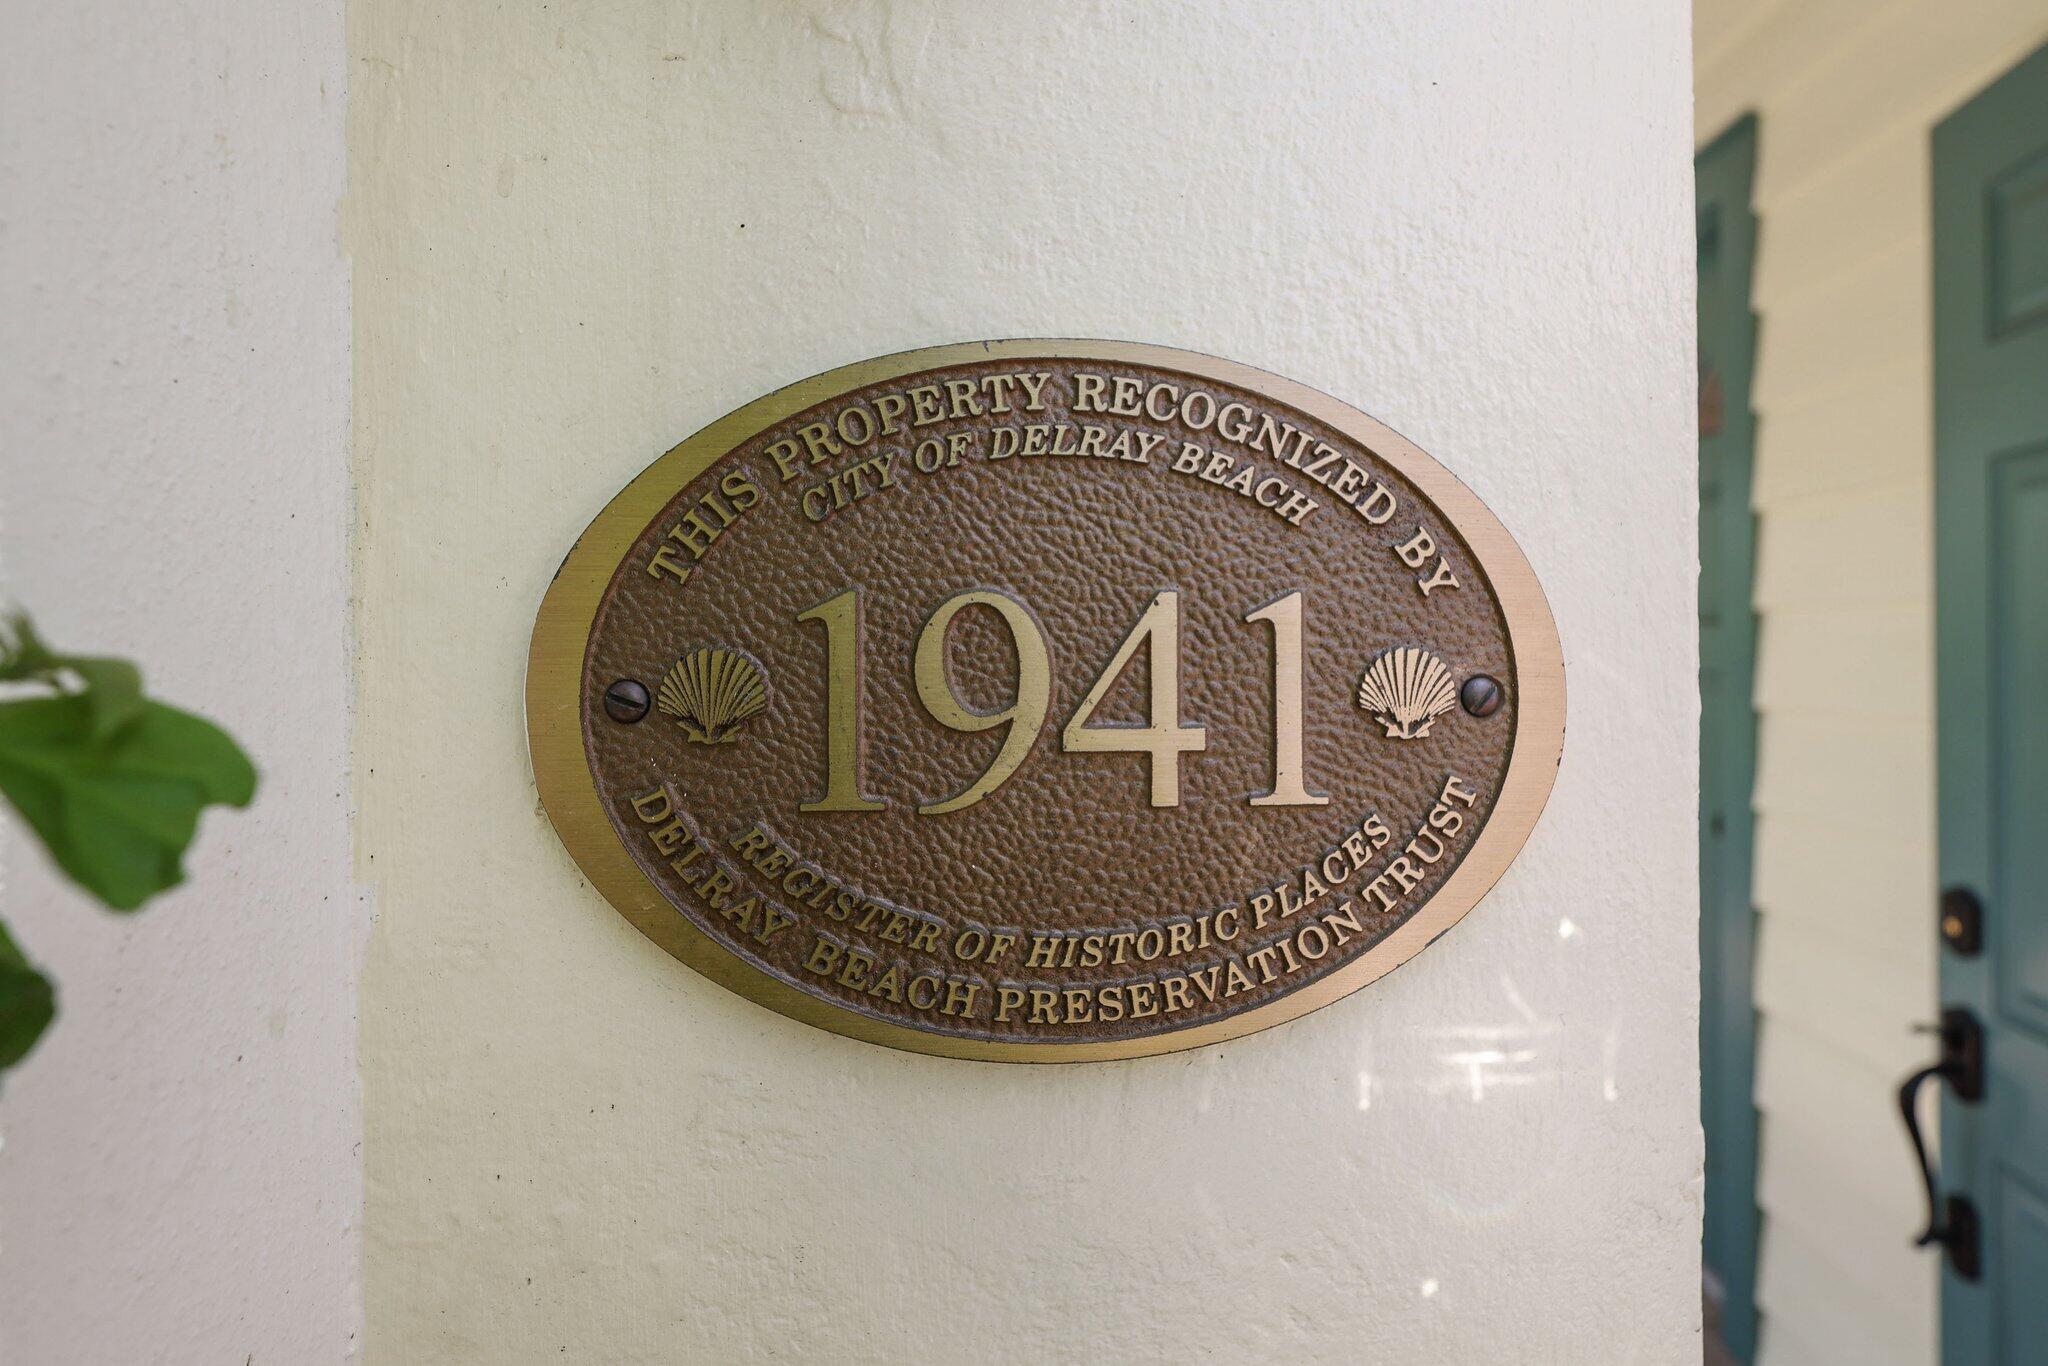 THIS PROPERTY RECOGNIZED BY
CITY OF DELRAY BEACH
1941
REGISTER OF HISTORIC PLACES
DELRAY BEACH PRESERVATION TRUST